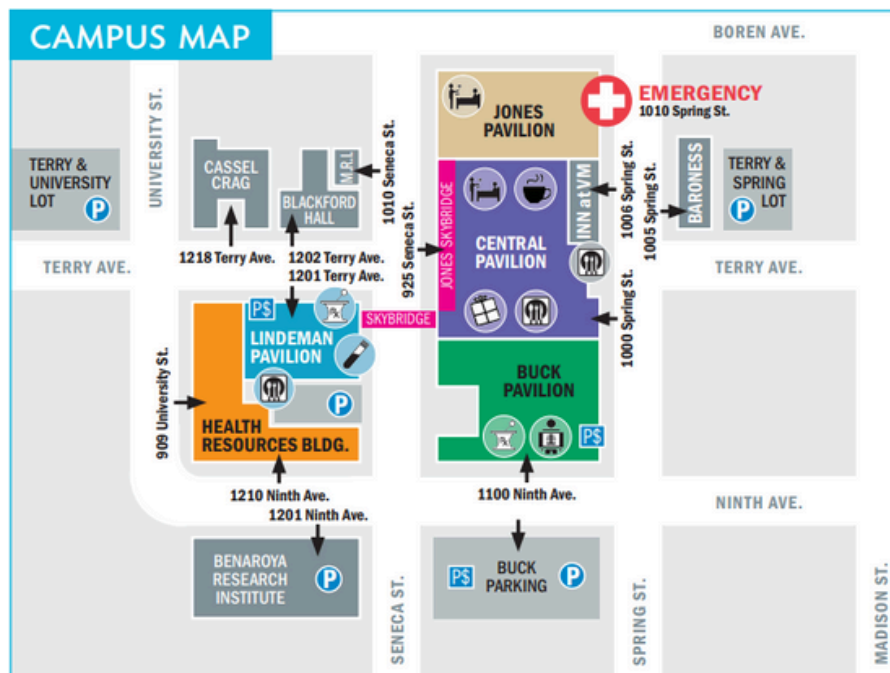 CAMPUS MAP
BOREN AVE.
UNIVERSITY ST.
JONES
PAVILION
EMERGENCY
1010 Spring St.
TERRY &
UNIVERSITY
LOT
P
CASSEL
CRAG
M.R.I.
BLACKFORD
HALL
1010 Seneca St.
INN at VM
1006 Spring St.
1005 Spring St.
BARONESS
TERRY &
SPRING
LOT
P
TERRY AVE.
1218 Terry Ave.
1202 Terry Ave.
1201 Terry Ave.
925 Seneca St.
JONES SKYBRIDGE
CENTRAL
PAVILION
TERRY AVE.
1000 Spring St.
P$
Rx
LINDEMAN
PAVILION
SKYBRIDGE
909 University St.
P
HEALTH
RESOURCES BLDG.
BUCK
PAVILION
Rx
P$
1210 Ninth Ave.
1201 Ninth Ave.
1100 Ninth Ave.
NINTH AVE.
BENAROYA
RESEARCH
INSTITUTE
P
SENECA ST.
P$
BUCK
PARKING
P
SPRING ST.
MADISON ST.